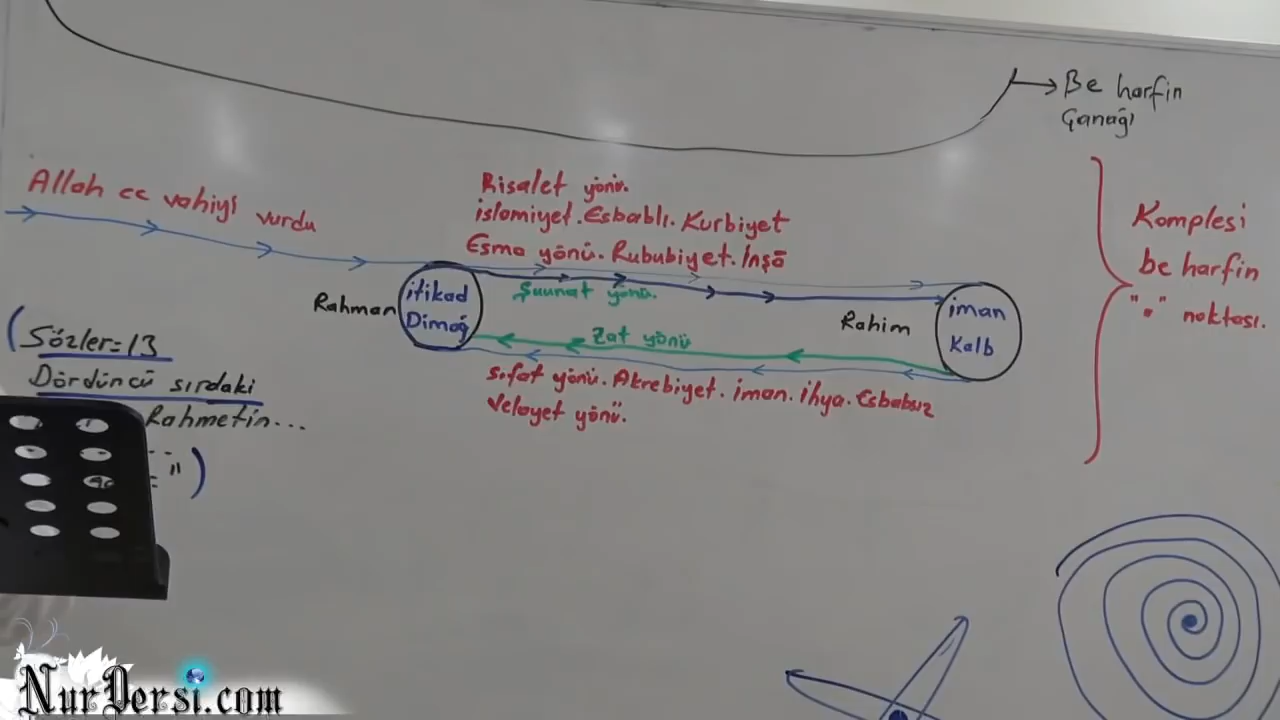 Be harfin
Çanağı
Allah cc vahiyi vurdu
Risalet yönü.
islamiyet. Esbablı. Kurbiyet
Esma yönü. Rububiyet. İnşâ
Şuunat yönü.
Rahman
itikad
Dimağ
Rahim
iman
Kalb
Zat yönü
Sıfat yönü. Akrebiyet. iman. ihya. Esbabsız
Velayet yönü.
Komplesi
be harfin
"•" noktası.
(Sözler=13
Dördüncü sırdaki
Rahmetin...
")
NurDersi.com